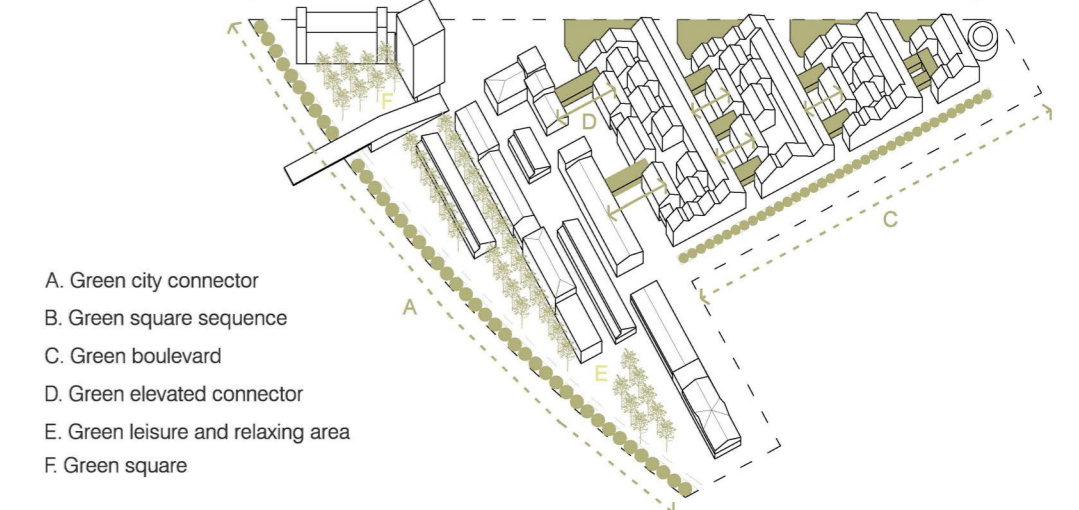 F
D
C
A
E
A. Green city connector
B. Green square sequence
C. Green boulevard
D. Green elevated connector
E. Green leisure and relaxing area
F. Green square